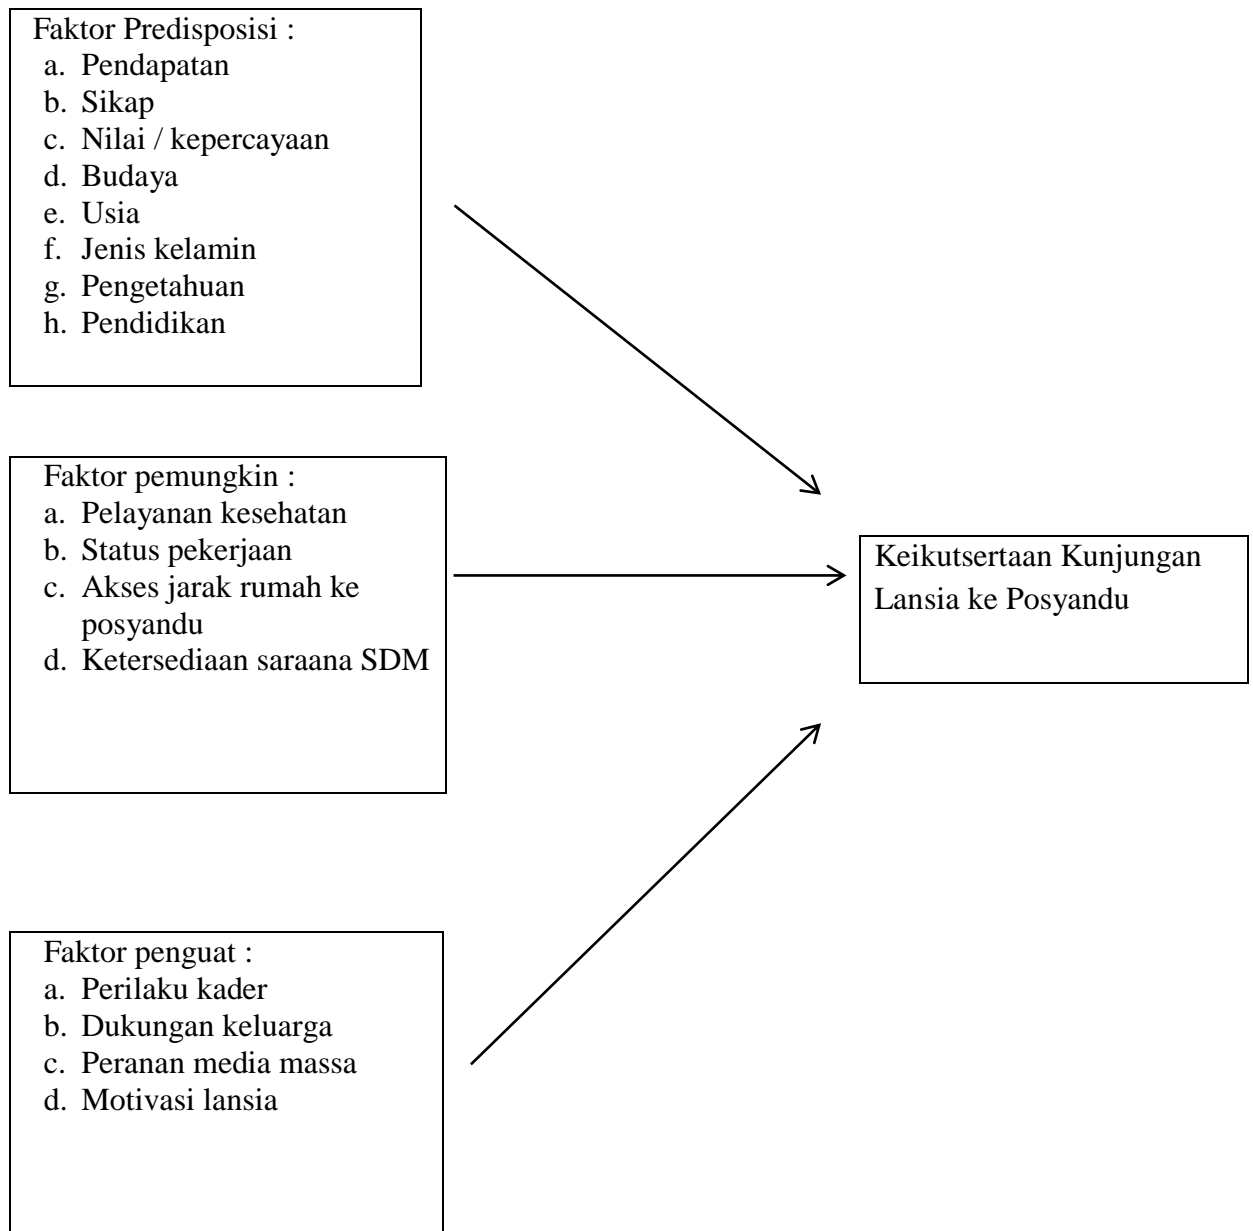 Faktor Predisposisi :
a. Pendapatan
b. Sikap
c. Nilai / kepercayaan
d. Budaya
e. Usia
f. Jenis kelamin
g. Pengetahuan
h. Pendidikan
Faktor pemungkin :
a. Pelayanan kesehatan
b. Status pekerjaan
c. Akses jarak rumah ke
posyandu
d. Ketersediaan saraana SDM
Keikutsertaan Kunjungan
Lansia ke Posyandu
Faktor penguat :
a. Perilaku kader
b. Dukungan keluarga
c. Peranan media massa
d. Motivasi lansia